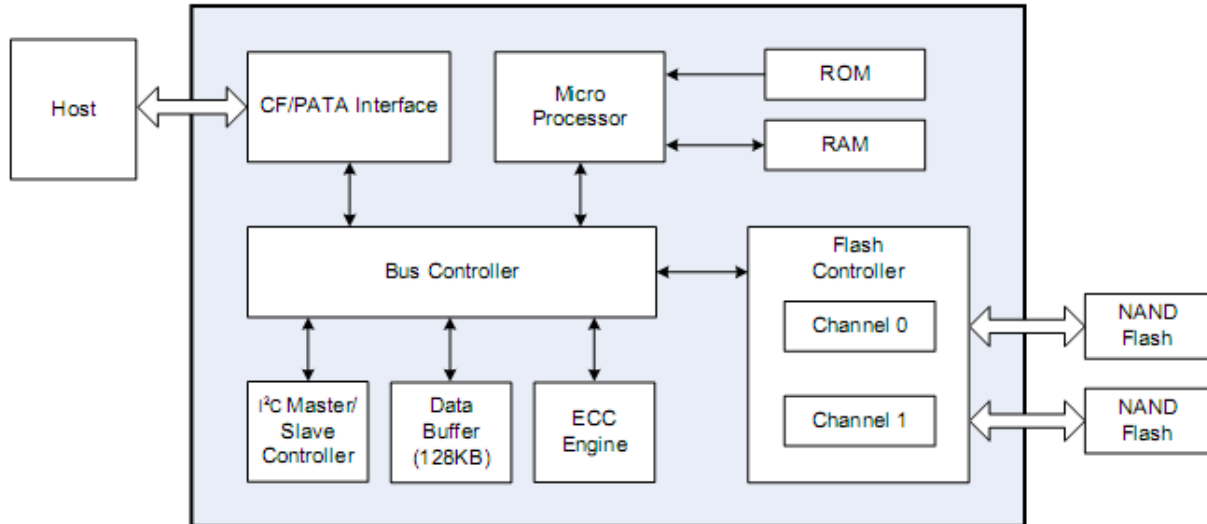 Host
CF/PATA Interface
Micro
Processor
ROM
RAM
Bus Controller
Flash
Controller
Channel 0
Channel 1
NAND
Flash
NAND
Flash
I²C Master/
Slave
Controller
Data
Buffer
(128KB)
ECC
Engine